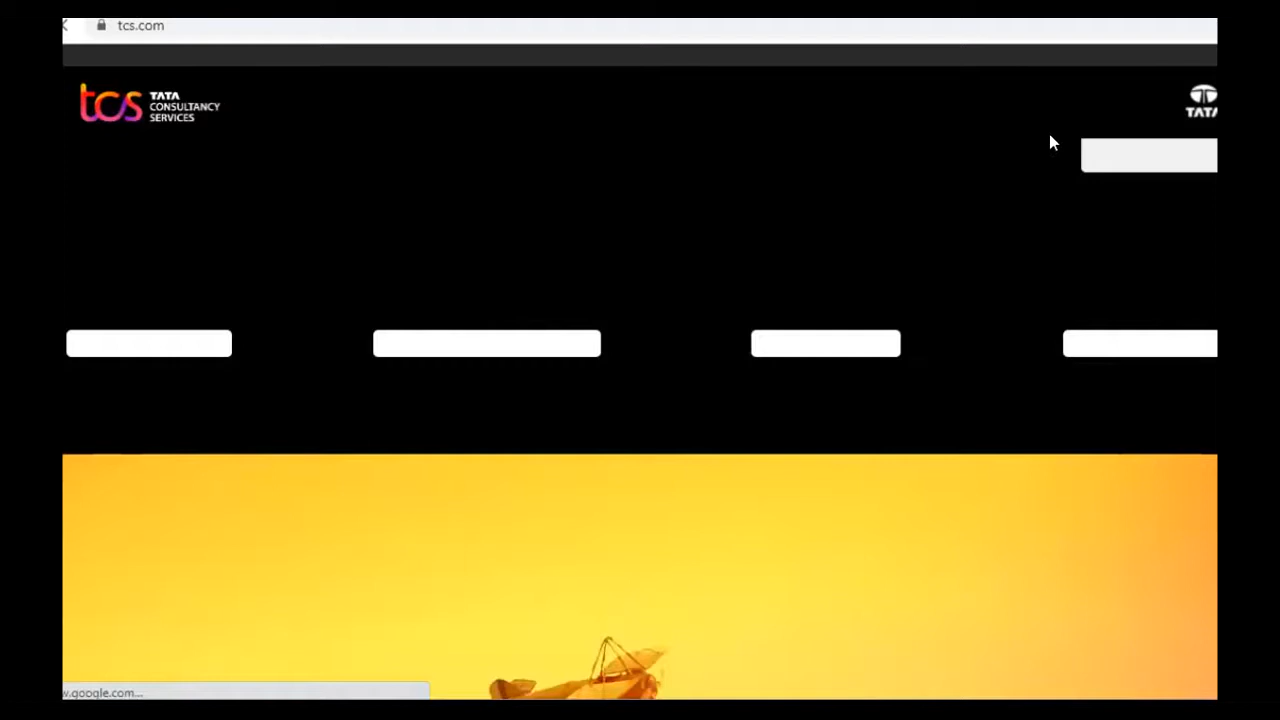 tcs.com
tcs TATA
CONSULTANCY
SERVICES
TATA
w.google.com...